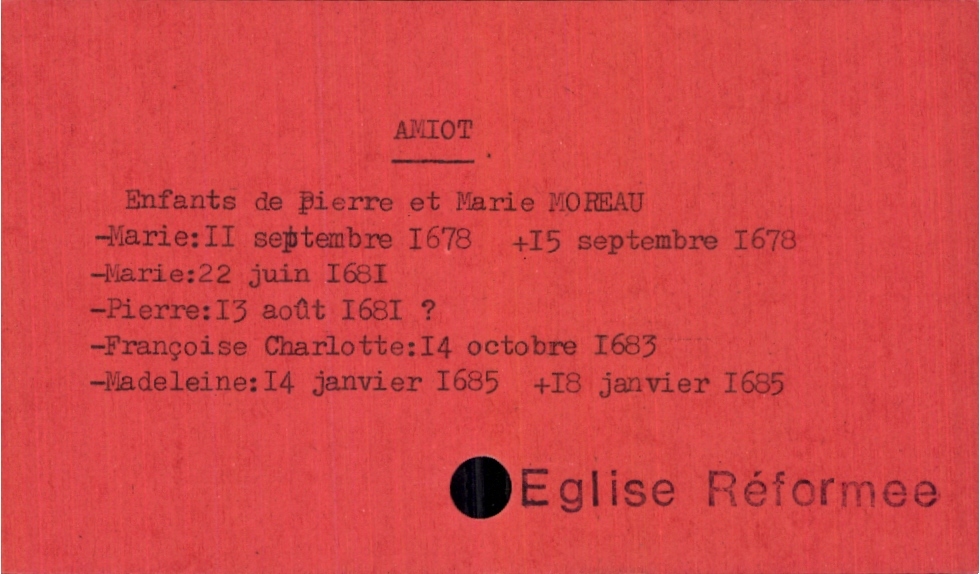 AMIOT
Enfants de Pierre et Marie MOREAU
-Marie:II septembre I678 +I5 septembre I678
-Marie:22 juin I68I
-Pierre:I3 août I68I ?
-Françoise Charlotte:I4 octobre I683
-Madeleine:I4 janvier I685 +I8 janvier I685
Eglise Réformee